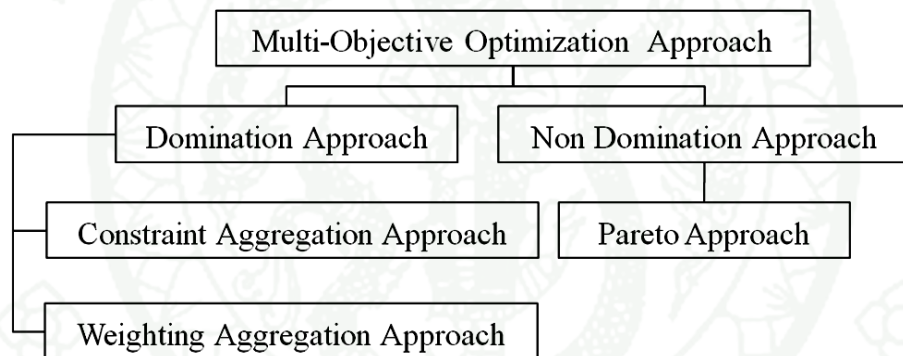 Multi-Objective Optimization Approach
Domination Approach
Non Domination Approach
Constraint Aggregation Approach
Pareto Approach
Weighting Aggregation Approach